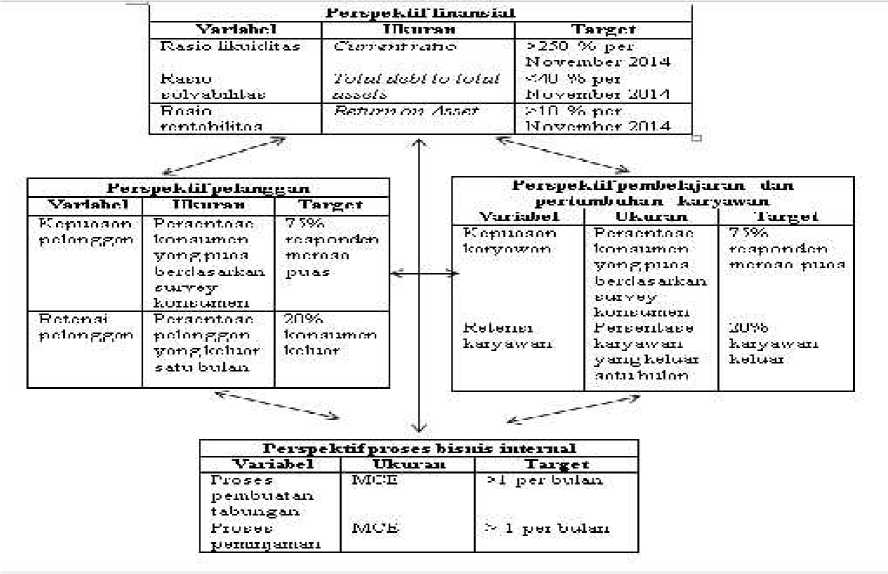 Perspektif finansial
Variabel Ukuran Target
Rasio likuiditas Current ratio >250 % per
November 2014
Rasio Total debt to total <40 % per
solvabilitas assets November 2014
Rasio Return on Asset >10 % per
rentabilitas November 2014
Perspektif pelanggan
Variabel Ukuran Target
Kepuasan Persentase 75%
pelanggan konsumen responden
yang puas merasa
berdasarkan puas
survey
konsumen
Retensi Persentase 20%
pelanggan pelanggan konsumen
yang keluar keluar
satu bulan
Perspektif pembelajaran dan
pertumbuhan karyawan
Variabel Ukuran Target
Kepuasan Persentase 75%
karyawan konsumen responden
yang puas merasa puas
berdasarkan
survey
konsumen
Retensi Persentase 20%
karyawan karyawan karyawan
yang keluar keluar
satu bulan
Perspektif proses bisnis internal
Variabel Ukuran Target
Proses MCE >1 per bulan
pembuatan
tabungan
Proses MCE > 1 per bulan
peminjaman